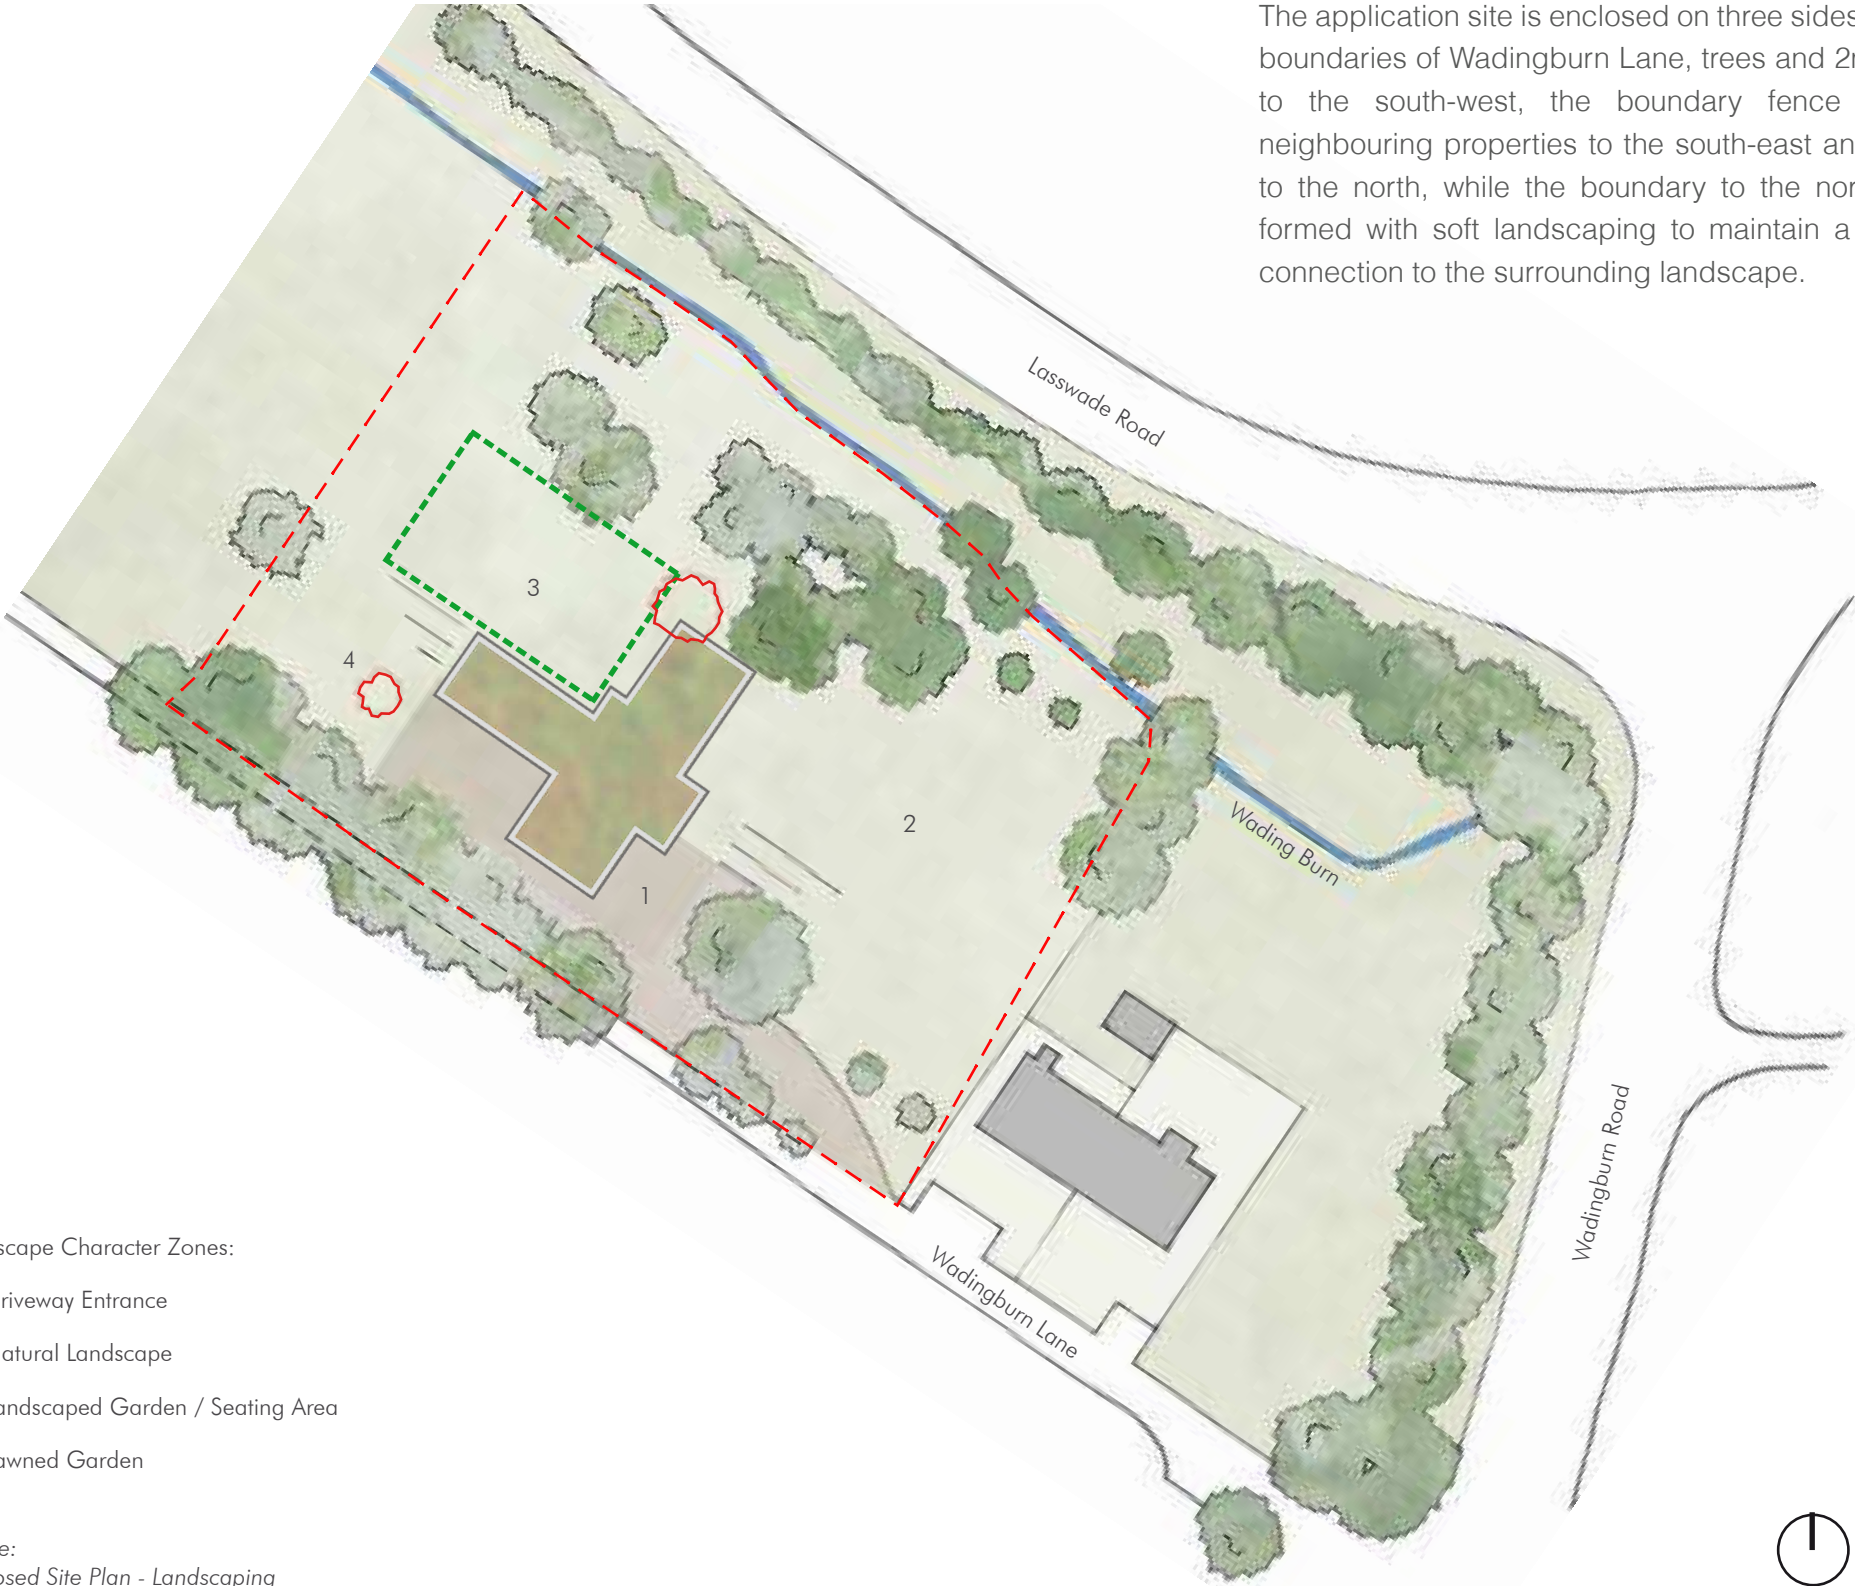 The application site is enclosed on three sides
boundaries of Wadingburn Lane, trees and 2
to the south-west, the boundary fence
neighbouring properties to the south-east an
to the north, while the boundary to the nor
formed with soft landscaping to maintain a
connection to the surrounding landscape.
Lasswade Road
3
4
2
Wading Burn
1
Wadingburn Road
Wadingburn Lane
scape Character Zones:
riveway Entrance
atural Landscape
andscaped Garden / Seating Area
awned Garden
e:
osed Site Plan - Landscaping